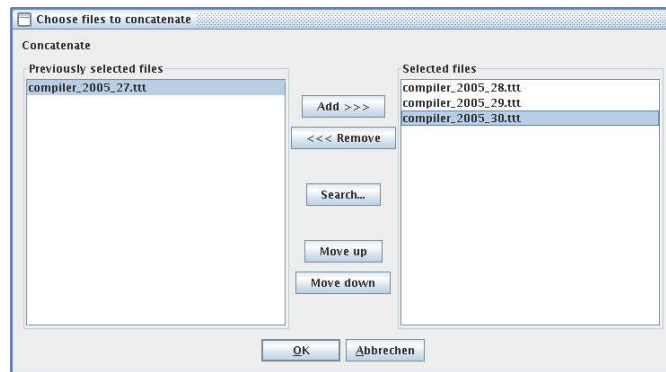 Choose files to concatenate
Concatenate
Previously selected files
compiler_2005_27.ttt
Add >>>
<<< Remove
Search...
Move up
Move down
Selected files
compiler_2005_28.ttt
compiler_2005_29.ttt
compiler_2005_30.ttt
OK
Abbrechen